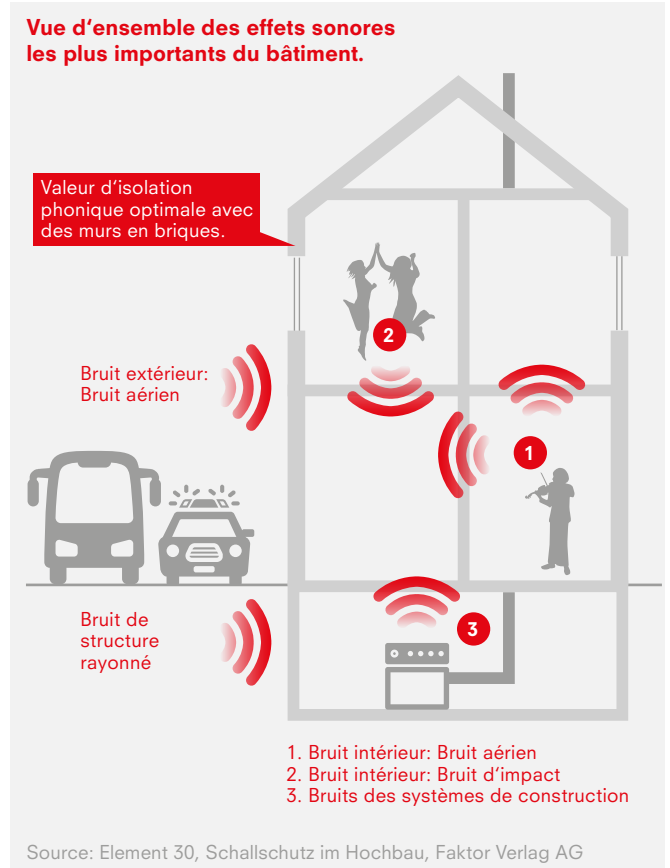 Vue d‘ensemble des effets sonores
les plus importants du bâtiment.
Valeur d‘isolation
phonique optimale avec
des murs en briques.
2
Bruit extérieur:
Bruit aérien
1
Bruit de
structure
rayonné
3
1. Bruit intérieur: Bruit aérien
2. Bruit intérieur: Bruit d‘impact
3. Bruits des systèmes de construction
Source: Element 30, Schallschutz im Hochbau, Faktor Verlag AG